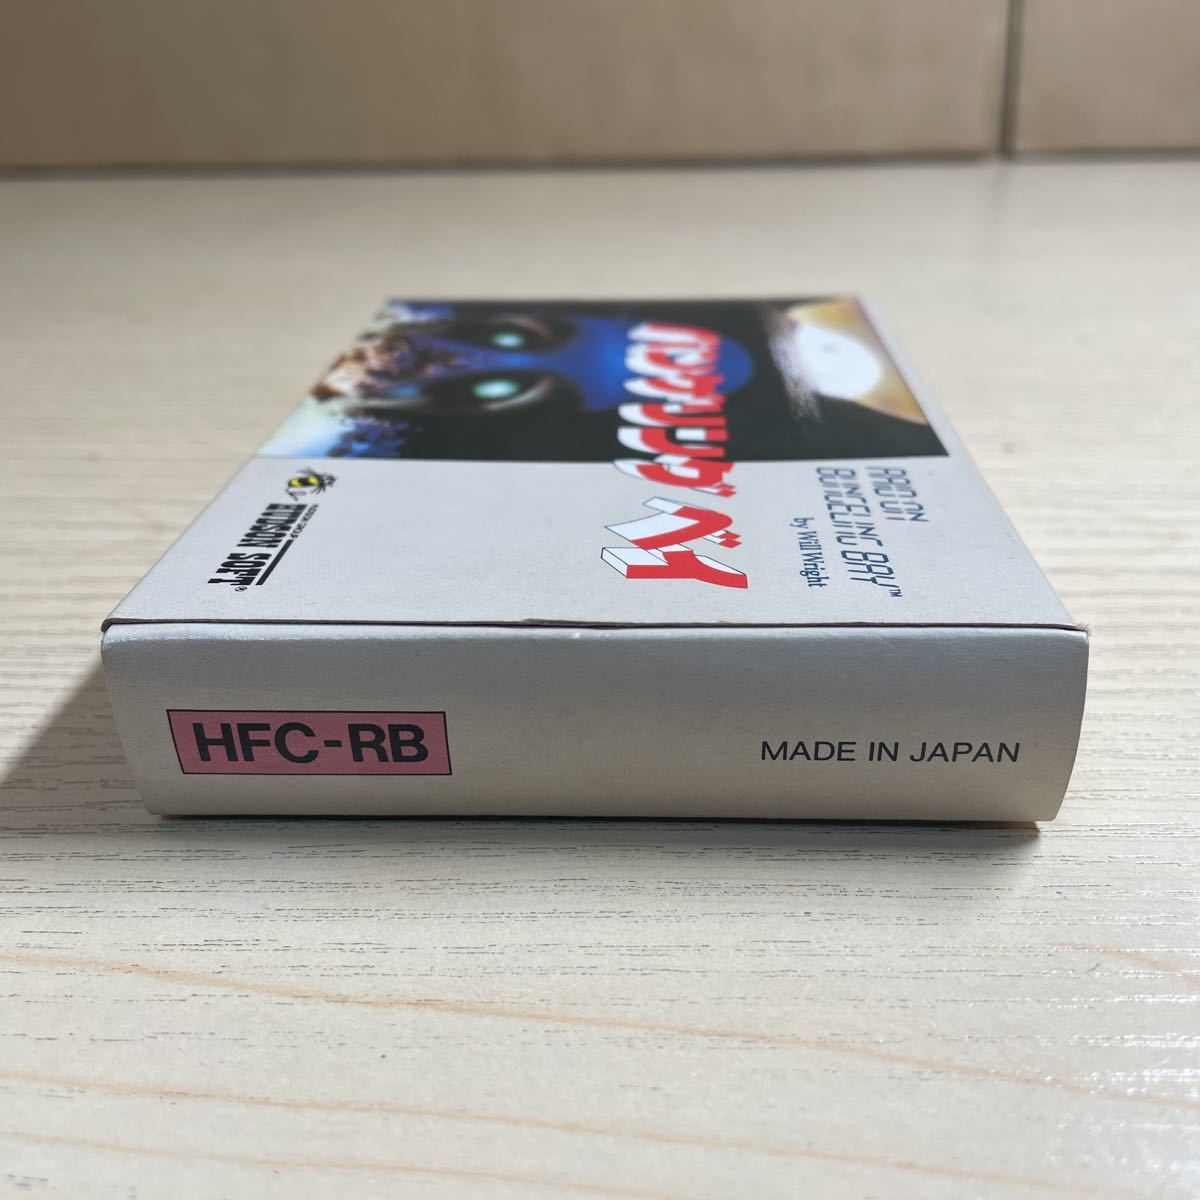 バンゲリングベイ
RAID ON
BUNGELING BAY™
by Will Wright
HUDSON SOFT®
HFC-RB
MADE IN JAPAN